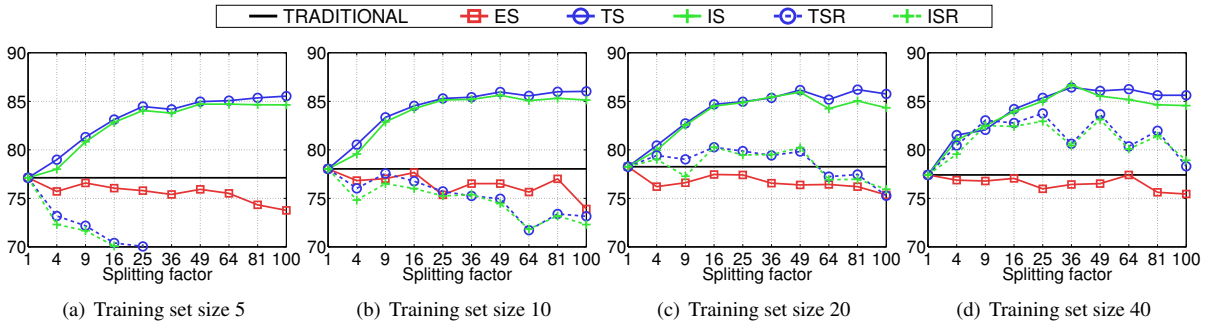 TRADITIONAL ES TS IS TSR ISR
90 90 90 90
85 85 85 85
80 80 80 80
75 75 75 75
70 70 70 70
1 4 9 16 25 36 49 64 81 100 1 4 9 16 25 36 49 64 81 100 1 4 9 16 25 36 49 64 81 100 1 4 9 16 25 36 49 64 81 100
Splitting factor Splitting factor Splitting factor Splitting factor
(a) Training set size 5 (b) Training set size 10 (c) Training set size 20 (d) Training set size 40